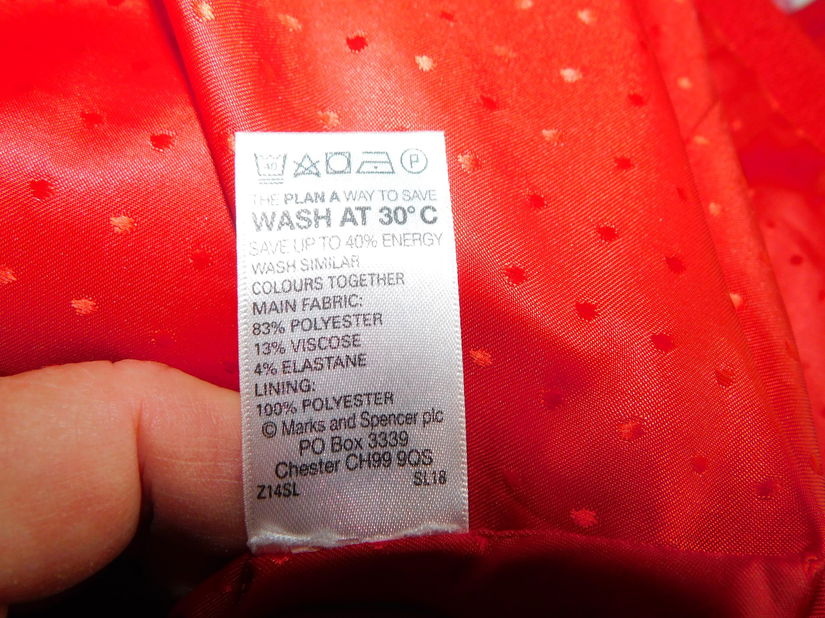 40 P
THE PLAN A WAY TO SAVE
WASH AT 30°C
SAVE UP TO 40% ENERGY
WASH SIMILAR
COLOURS TOGETHER
MAIN FABRIC:
83% POLYESTER
13% VISCOSE
4% ELASTANE
LINING:
100% POLYESTER
© Marks and Spencer plc
PO Box 3339
Chester CH99 9QS
Z14SL SL18